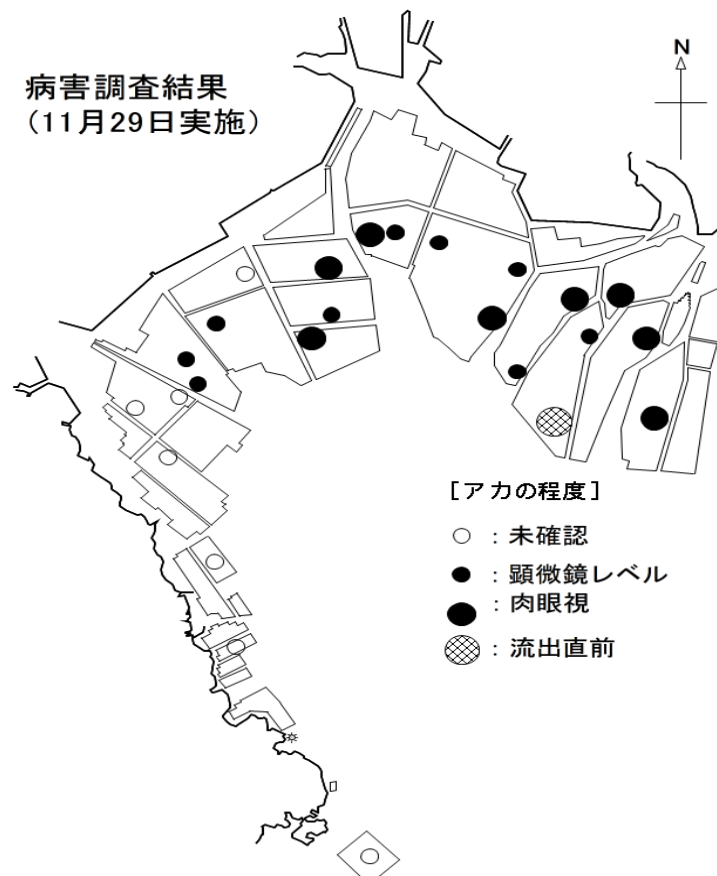 病害調査結果
(11月29日実施)
N
[アカの程度]
:未確認
:顕微鏡レベル
:肉眼視
:流出直前